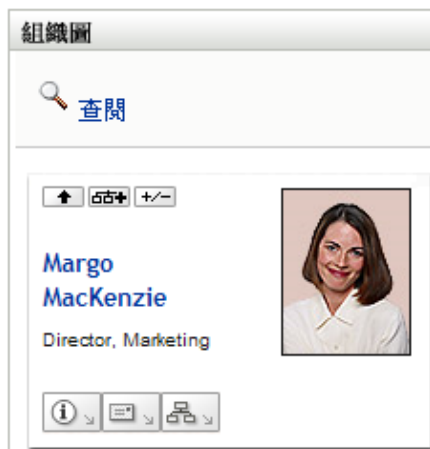 組織圖
查閱
+/−
Margo
MacKenzie
Director, Marketing